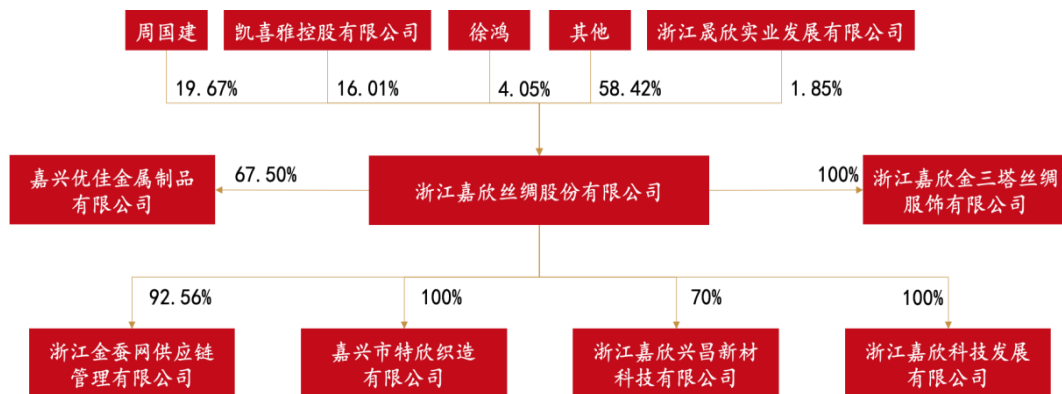 周国建
凯喜雅控股有限公司
徐鸿
其他
浙江晟欣实业发展有限公司
19.67%
16.01%
4.05%
58.42%
1.85%
嘉兴优佳金属制品
有限公司
67.50%
浙江嘉欣丝绸股份有限公司
100%
浙江嘉欣金三塔丝绸
服饰有限公司
92.56%
100%
70%
100%
浙江金蚕网供应链
管理有限公司
嘉兴市特欣织造
有限公司
浙江嘉欣兴昌新材
科技有限公司
浙江嘉欣科技发展
有限公司